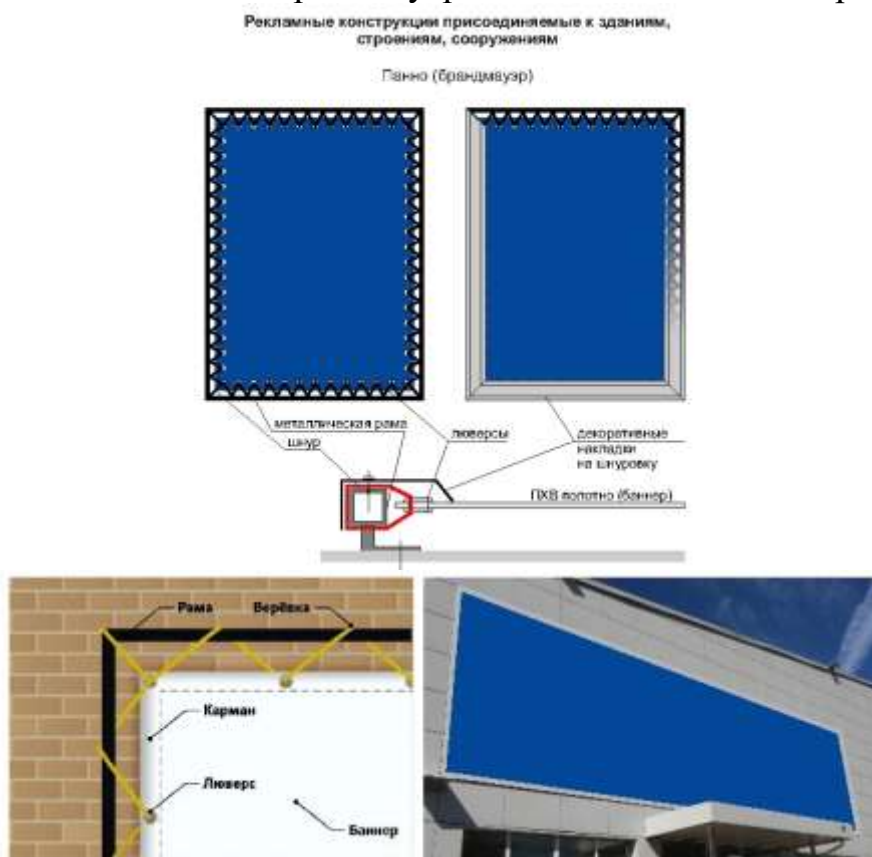 Рекламные конструкции присоединяемые к зданиям,
строениям, сооружениям
Панно (брандмауэр)
металлическая рама
шнур
люверсы
декоративные
накладки
на шнуровку
ПХВ полотно (баннер)
Рама
Верёвка
Карман
Люверс
Баннер